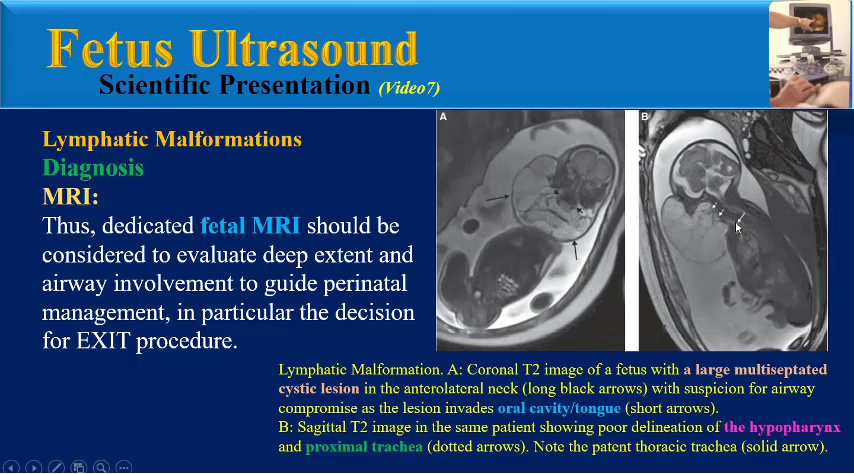 Fetus Ultrasound
Scientific Presentation (Video7)
Lymphatic Malformations
Diagnosis
MRI:
Thus, dedicated fetal MRI should be
considered to evaluate deep extent and
airway involvement to guide perinatal
management, in particular the decision
for EXIT procedure.
A
B
Lymphatic Malformation. A: Coronal T2 image of a fetus with a large multiseptated
cystic lesion in the anterolateral neck (long black arrows) with suspicion for airway
compromise as the lesion invades oral cavity/tongue (short arrows).
B: Sagittal T2 image in the same patient showing poor delineation of the hypopharynx
and proximal trachea (dotted arrows). Note the patent thoracic trachea (solid arrow).